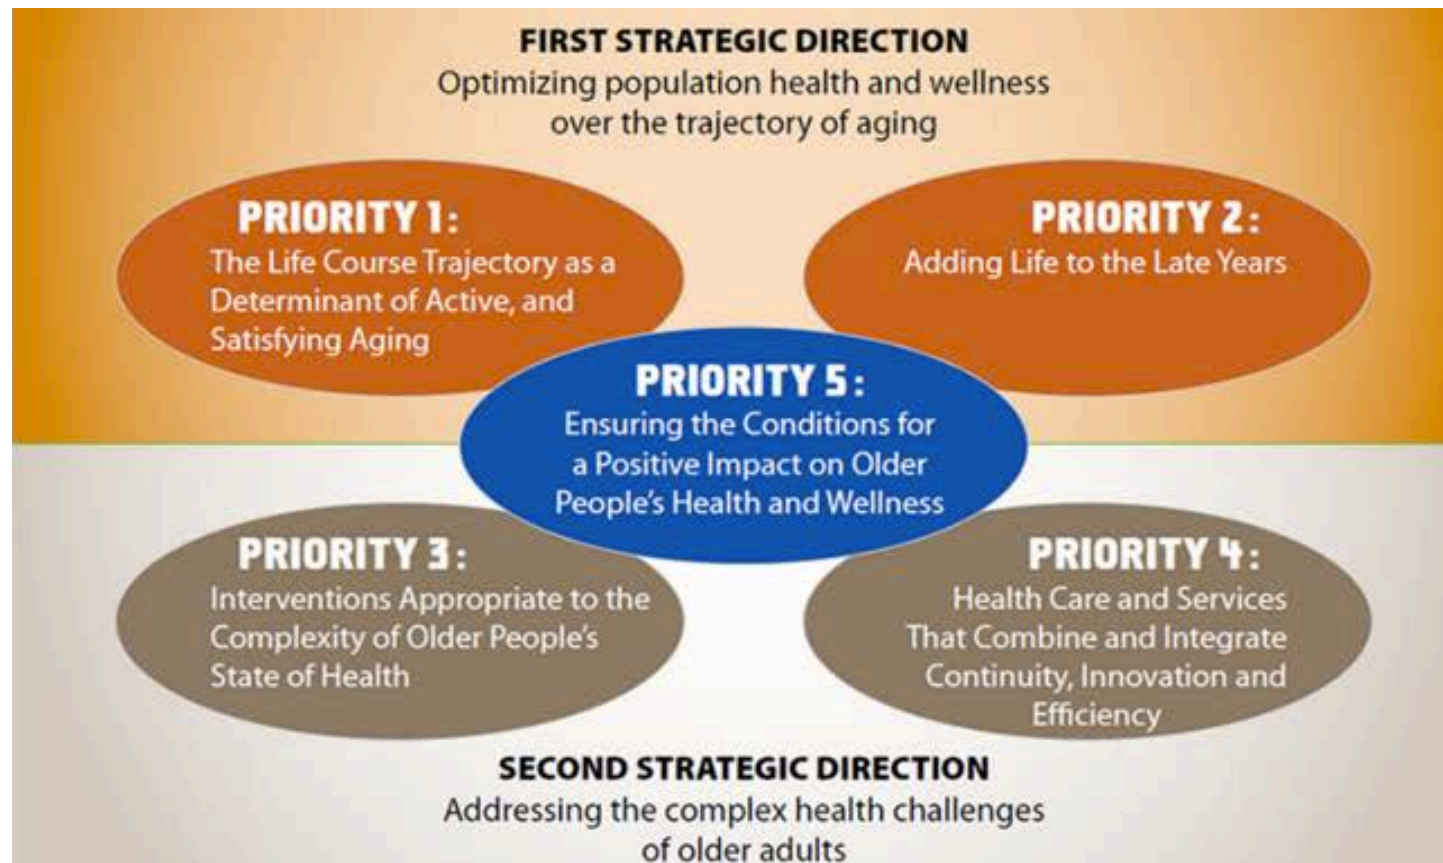 FIRST STRATEGIC DIRECTION
Optimizing population health and wellness
over the trajectory of aging
PRIORITY 1:
The Life Course Trajectory as a
Determinant of Active, and
Satisfying Aging
PRIORITY 2:
Adding Life to the Late Years
PRIORITY 5:
Ensuring the Conditions for
a Positive Impact on Older
People's Health and Wellness
PRIORITY 3:
Interventions Appropriate to the
Complexity of Older People's
State of Health
PRIORITY 4:
Health Care and Services
That Combine and Integrate
Continuity, Innovation and
Efficiency
SECOND STRATEGIC DIRECTION
Addressing the complex health challenges
of older adults